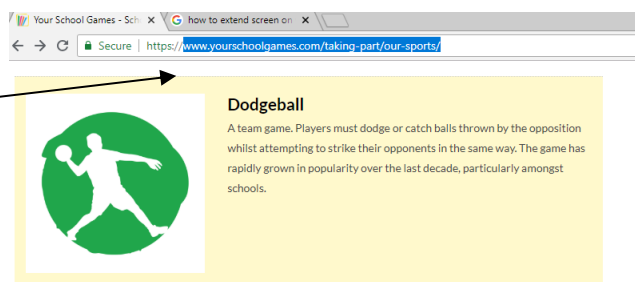 Your School Games - Sch
how to extend screen on
Secure
https://www.yourschoolgames.com/taking-part/our-sports/
Dodgeball
A team game. Players must dodge or catch balls thrown by the opposition
whilst attempting to strike their opponents in the same way. The game has
rapidly grown in popularity over the last decade, particularly amongst
schools.